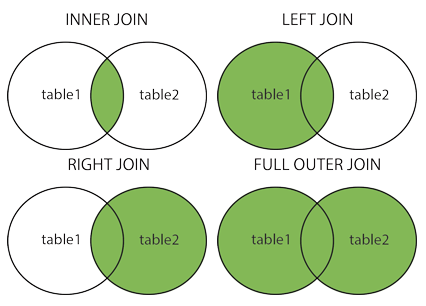 INNER JOIN
LEFT JOIN
table1
table2
table1
table2
RIGHT JOIN
FULL OUTER JOIN
table1
table2
table1
table2